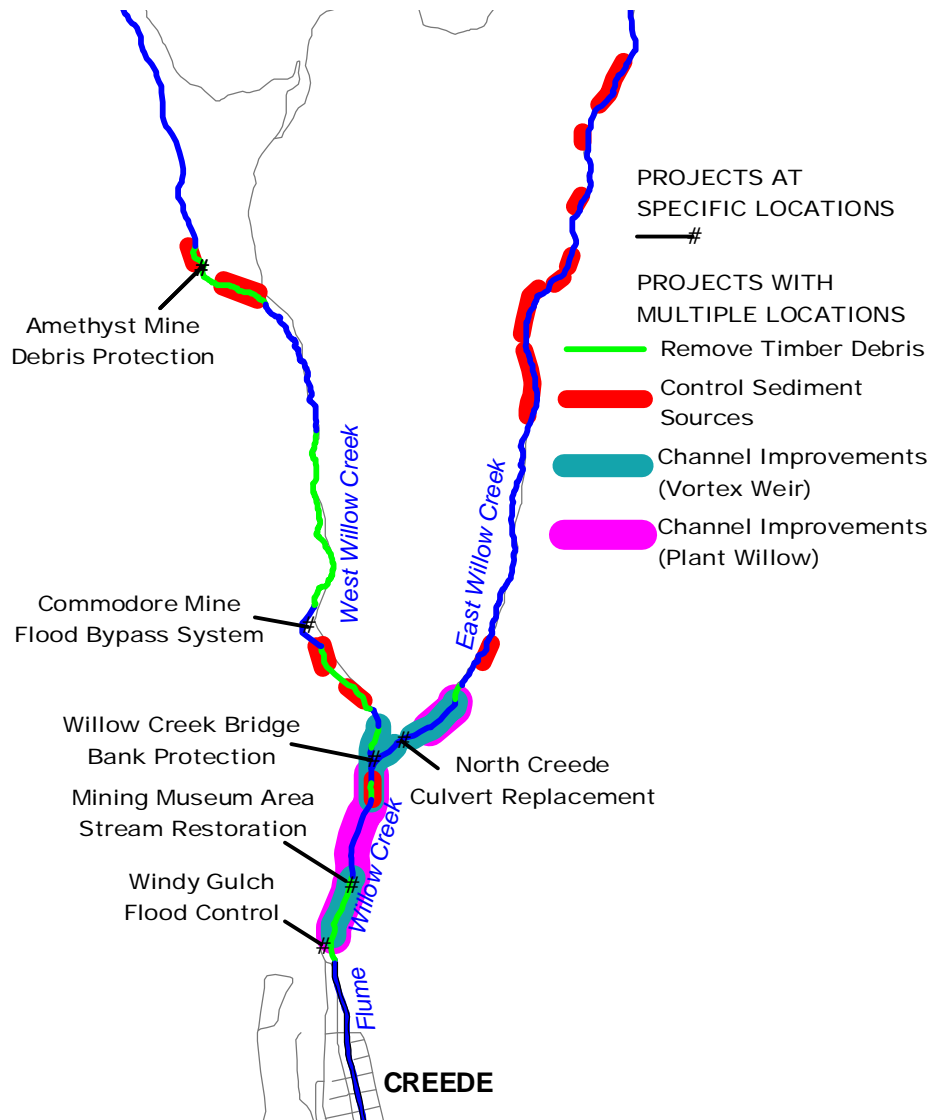 PROJECTS AT
SPECIFIC LOCATIONS
#
PROJECTS WITH
MULTIPLE LOCATIONS
Remove Timber Debris
Control Sediment
Sources
Channel Improvements
(Vortex Weir)
Channel Improvements
(Plant Willow)
#
Amethyst Mine
Debris Protection
West Willow Creek
East Willow Creek
Commodore Mine
Flood Bypass System
#
Willow Creek Bridge
Bank Protection
#
#
North Creede
Culvert Replacement
Mining Museum Area
Stream Restoration
#
Willow Creek
Windy Gulch
Flood Control
#
Flume
CREEDE